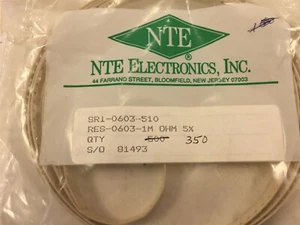 NTE
NTE ELECTRONICS, INC.
44 FARRAND STREET, BLOOMFIELD, NEW JERSEY 07003
SR1-0603-510
RES-0603-1M OHM 5%
QTY 500 350
S/O 81493